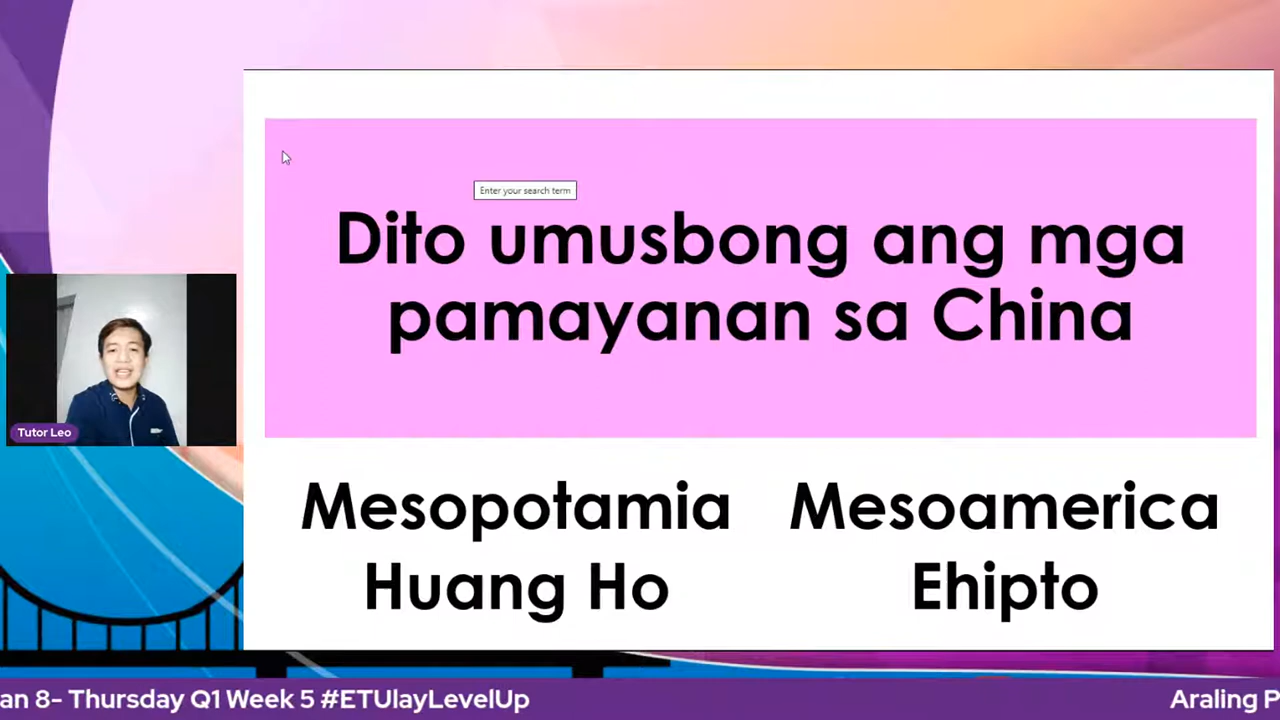 Enter your search term
Dito umusbong ang mga
pamayanan sa China
Mesopotamia Mesoamerica
Huang Ho Ehipto
Tutor Leo
an 8- Thursday Q1 Week 5 #ETUlayLevelUp
Araling P